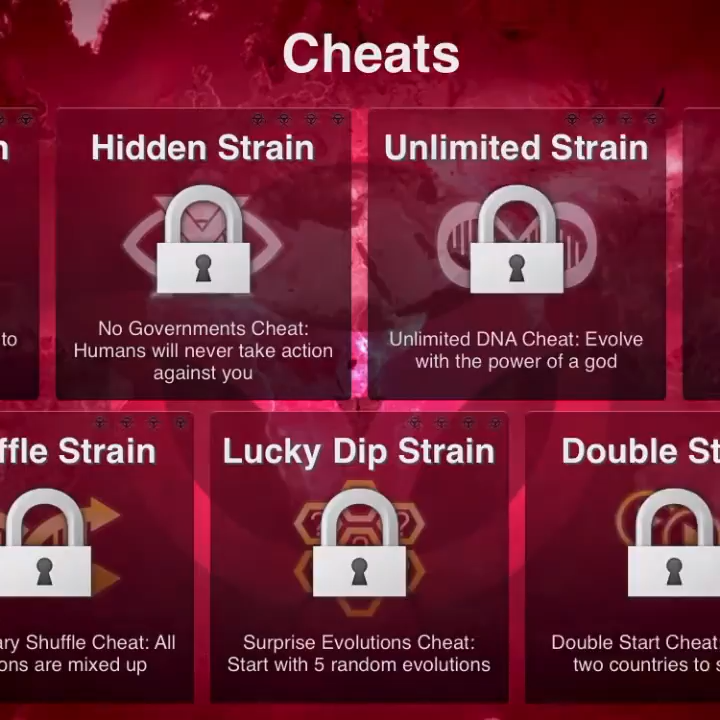 Cheats
Hidden Strain
Unlimited Strain
to
No Governments Cheat:
Humans will never take action
against you
Unlimited DNA Cheat: Evolve
with the power of a god
ffle Strain
Lucky Dip Strain
Double St
ary Shuffle Cheat: All
ons are mixed up
Surprise Evolutions Cheat:
Start with 5 random evolutions
Double Start Cheat:
two countries to s